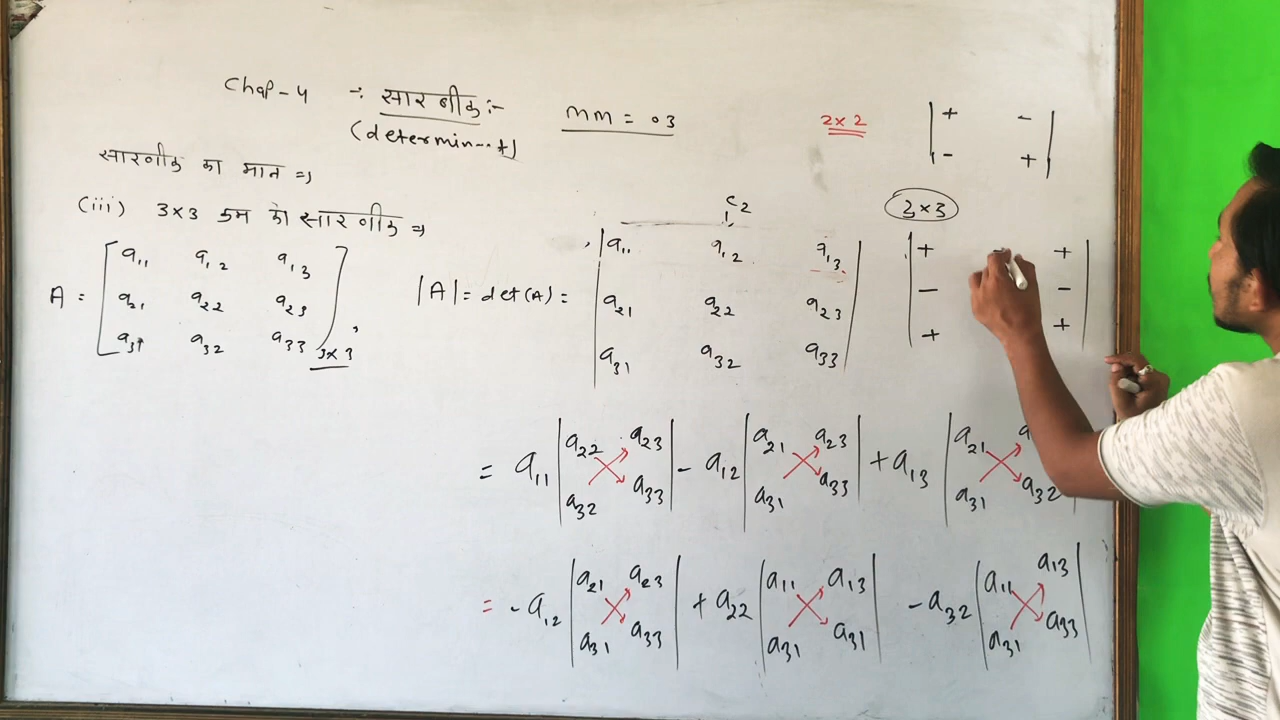 Chap-4 -: सारणीक:-
(determin--t)
MM = 03
सारणीक का मान =>
(iii) 3×3 क्रम का सारणीक =>
A = [ a11 a12 a13
a21 a22 a23
a31 a32 a33 ] 3×3 ,
|A| = det(A) =
C2
| a11 a12 a13 |
| a21 a22 a23 |
| a31 a32 a33 |
2×2
| + - |
| - + |
3×3
| + +
- -
+ + |
= a11 | a22 a23 | - a12 | a21 a23 | + a13 | a21 a
a32 a33 a31 a33 a31 a32
= - a12 | a21 a23 | + a22 | a11 a13 | - a32 | a11 a13 |
a31 a33 a31 a31 a31 a33